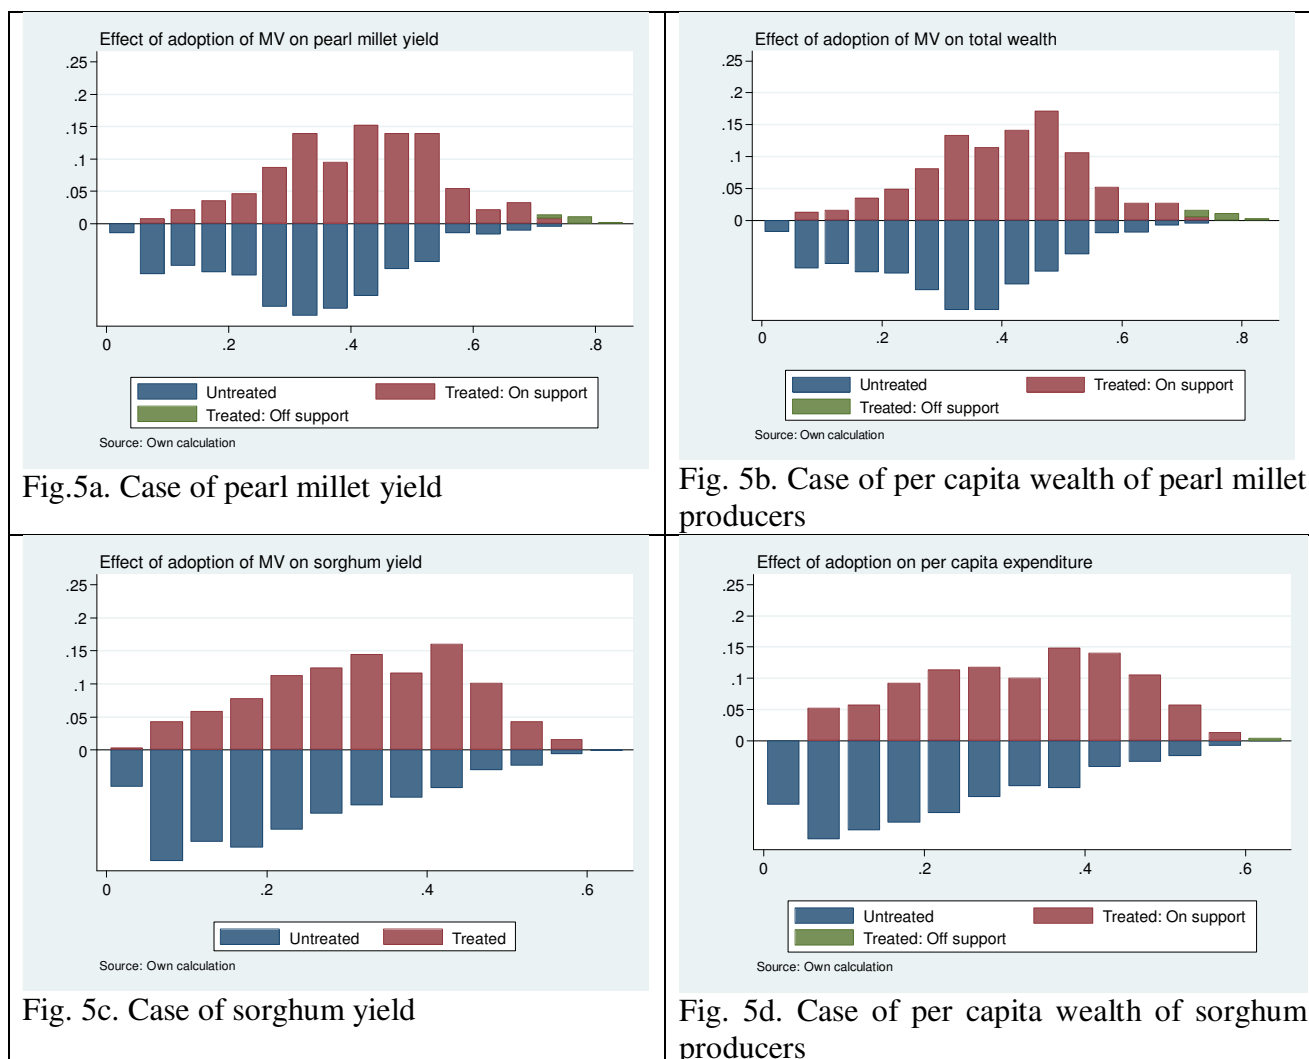 Effect of adoption of MV on pearl millet yield
.25
.2
.15
.1
.05
0
0 .2 .4 .6 .8
Untreated Treated: On support
Treated: Off support
Source: Own calculation
Fig.5a. Case of pearl millet yield
Effect of adoption of MV on total wealth
.25
.2
.15
.1
.05
0
0 .2 .4 .6 .8
Untreated Treated: On support
Treated: Off support
Source: Own calculation
Fig. 5b. Case of per capita wealth of pearl millet
producers
Effect of adoption of MV on sorghum yield
.25
.2
.15
.1
.05
0
0 .2 .4 .6
Untreated Treated
Source: Own calculation
Fig. 5c. Case of sorghum yield
Effect of adoption on per capita expenditure
.25
.2
.15
.1
.05
0
0 .2 .4 .6
Untreated Treated: On support
Treated: Off support
Source: Own calculation
Fig. 5d. Case of per capita wealth of sorghum
producers